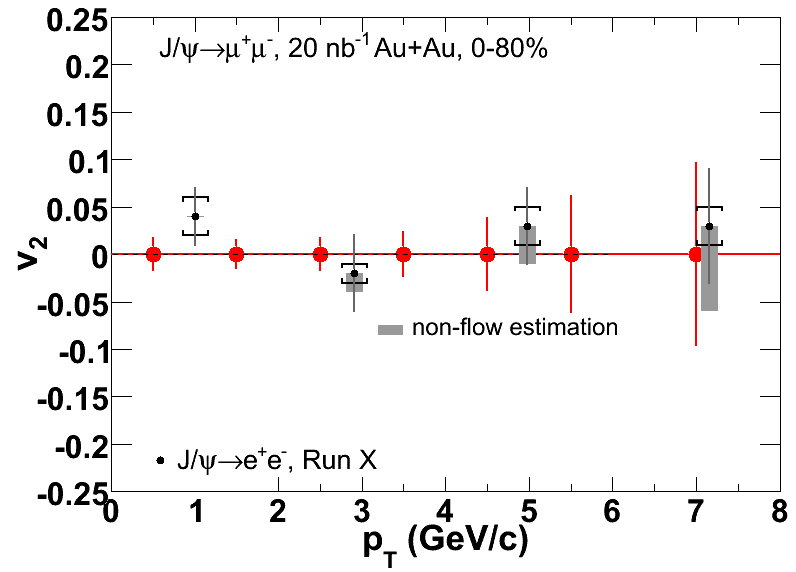 J/ψ→μ⁺μ⁻, 20 nb⁻¹ Au+Au, 0-80%
0.25
0.2
0.15
0.1
0.05
0
-0.05
-0.1
-0.15
-0.2
-0.25
v₂
non-flow estimation
J/ψ→e⁺e⁻, Run X
0 1 2 3 4 5 6 7 8
p_T (GeV/c)